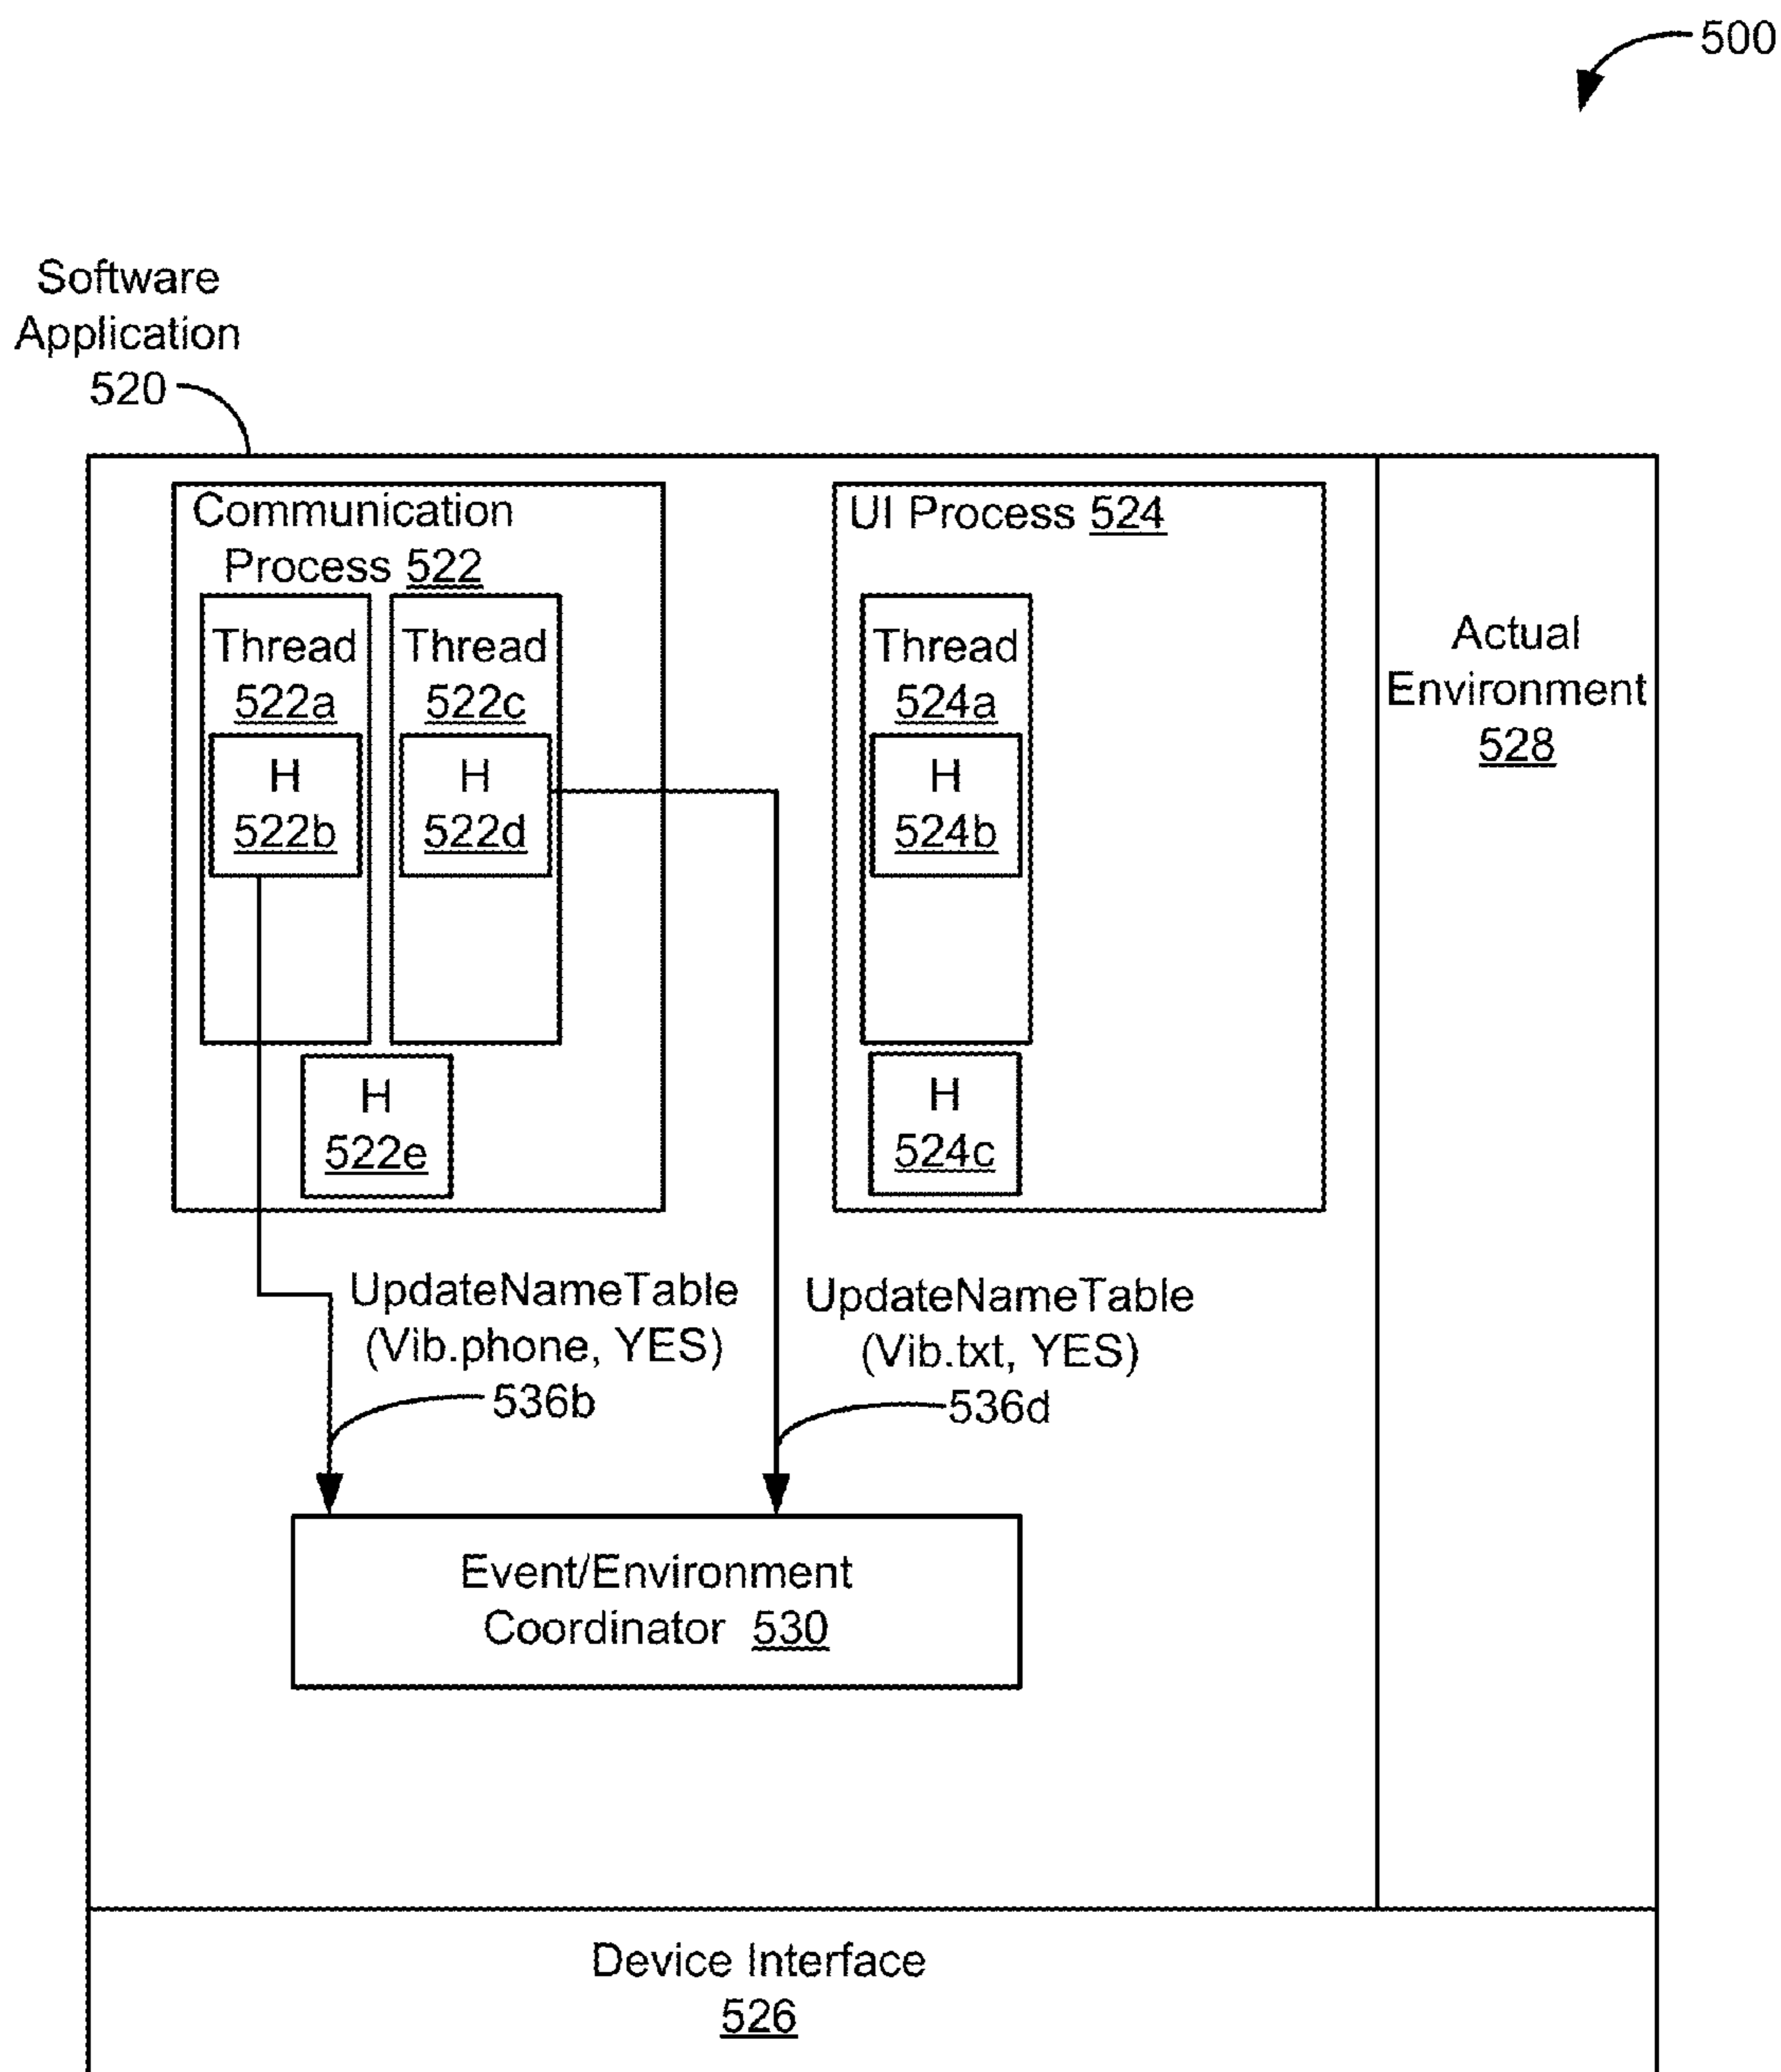 500
Software
Application
520
Communication
Process 522
Thread
522a
H
522b
Thread
522c
H
522d
H
522e
UI Process 524
Thread
524a
H
524b
H
524c
Actual
Environment
528
UpdateNameTable
(Vib.phone, YES)
536b
UpdateNameTable
(Vib.txt, YES)
536d
Event/Environment
Coordinator 530
Device Interface
526